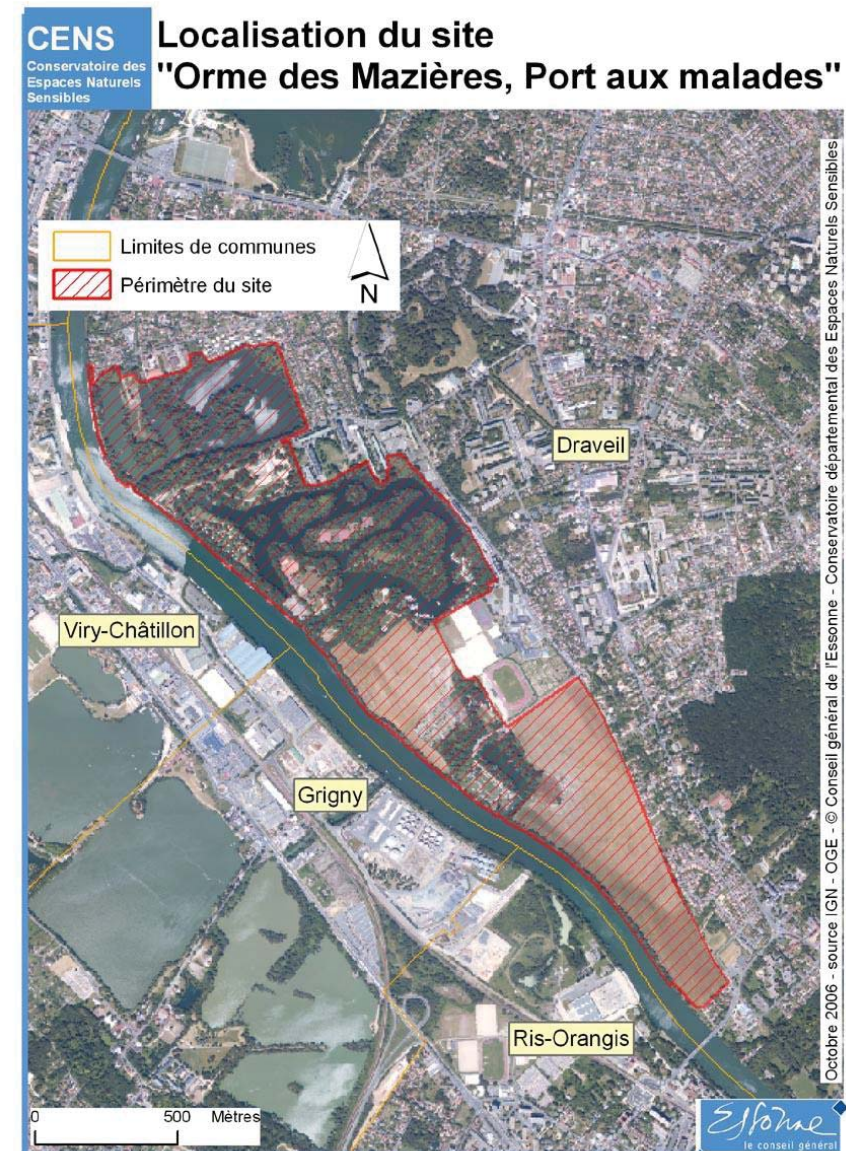 CENS
Conservatoire des
Espaces Naturels
Sensibles
Localisation du site
"Orme des Mazières, Port aux malades"
Limites de communes
Périmètre du site
N
Draveil
Viry-Châtillon
Grigny
Ris-Orangis
0 500 Mètres
Octobre 2006 - source IGN - OGE - © Conseil général de l'Essonne - Conservatoire départemental des Espaces Naturels Sensibles
Essonne
le conseil général